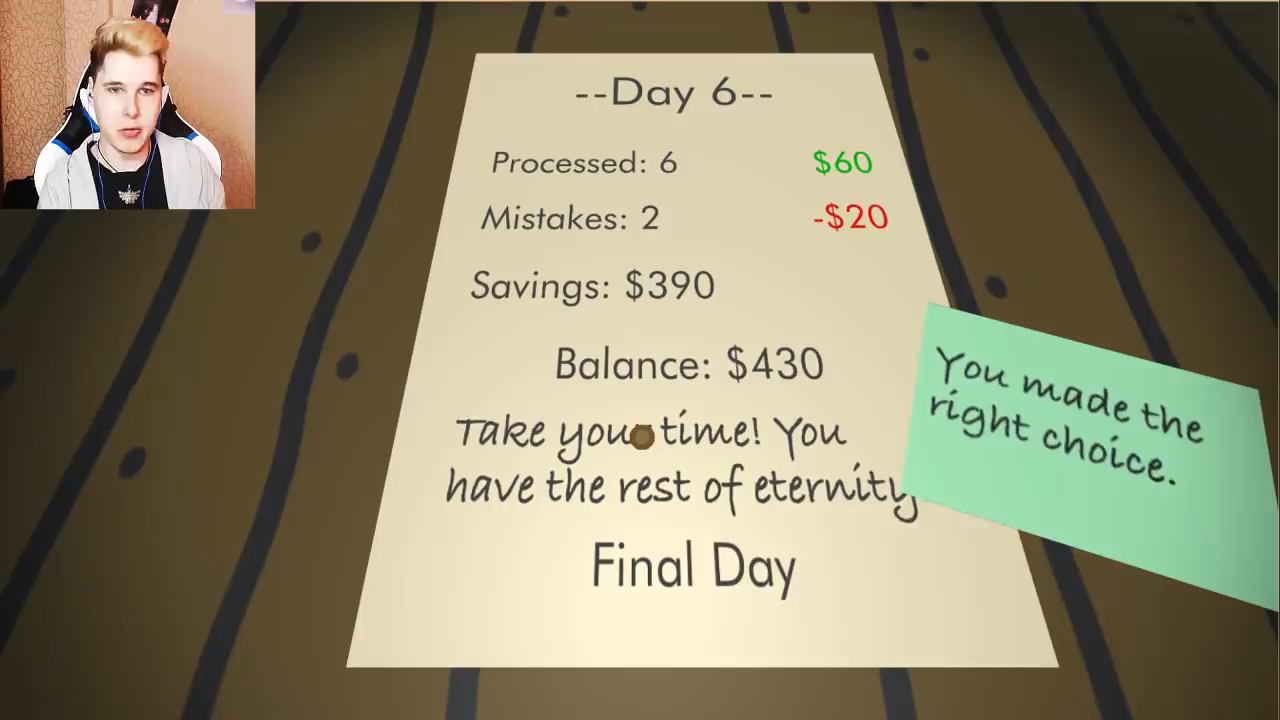 --Day 6--
Processed: 6 $60
Mistakes: 2 -$20
Savings: $390
Balance: $430
Take your time! You
have the rest of eternity
Final Day
You made the
right choice.